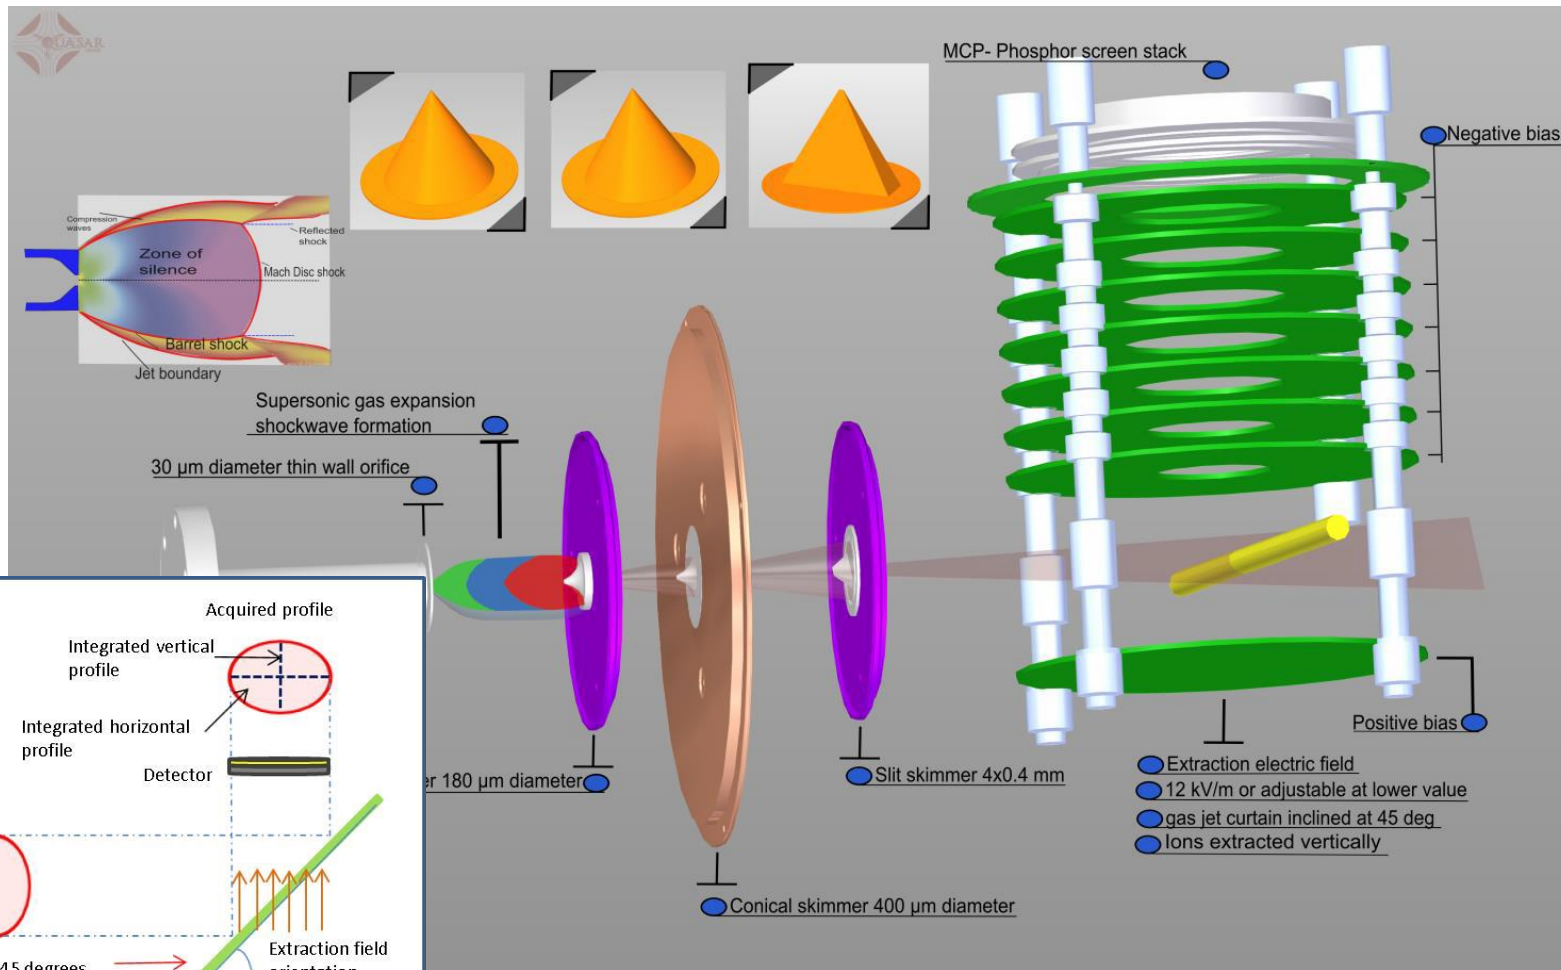 QUASAR
MCP- Phosphor screen stack
Negative bias
Compression
waves
Zone of
silence
Reflected
shock
Mach Disc shock
Barrel shock
Jet boundary
Supersonic gas expansion
shockwave formation
30 µm diameter thin wall orifice
Acquired profile
Integrated vertical
profile
Integrated horizontal
profile
Detector
180 µm diameter
Slit skimmer 4x0.4 mm
Positive bias
Extraction electric field
12 kV/m or adjustable at lower value
gas jet curtain inclined at 45 deg
Ions extracted vertically
Conical skimmer 400 µm diameter
45 degrees
Extraction field
orientation